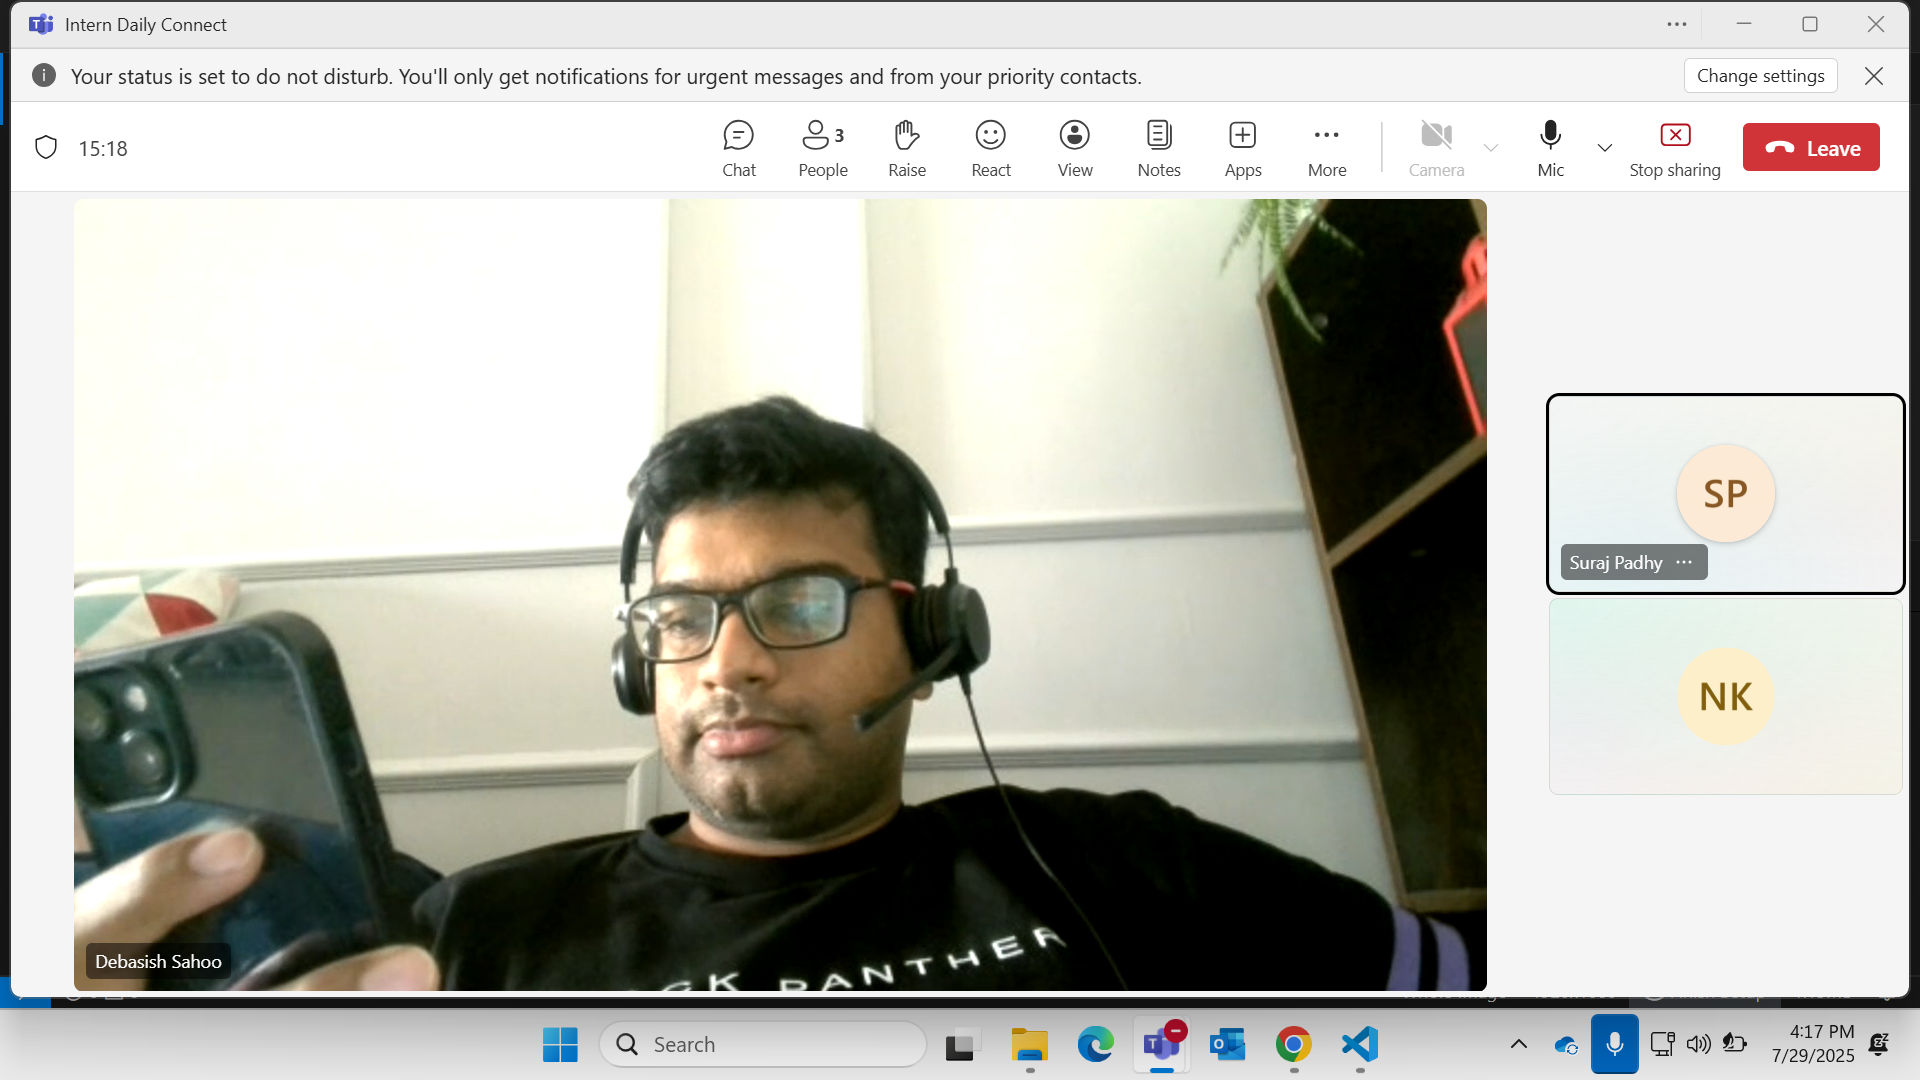 Intern Daily Connect
Your status is set to do not disturb. You'll only get notifications for urgent messages and from your priority contacts.
Change settings
15:18
Chat
People 3
Raise
React
View
Notes
Apps
More
Camera
Mic
Stop sharing
Leave
SP
Suraj Padhy
NK
PANTHER
Debasish Sahoo
Search
4:17 PM
7/29/2025